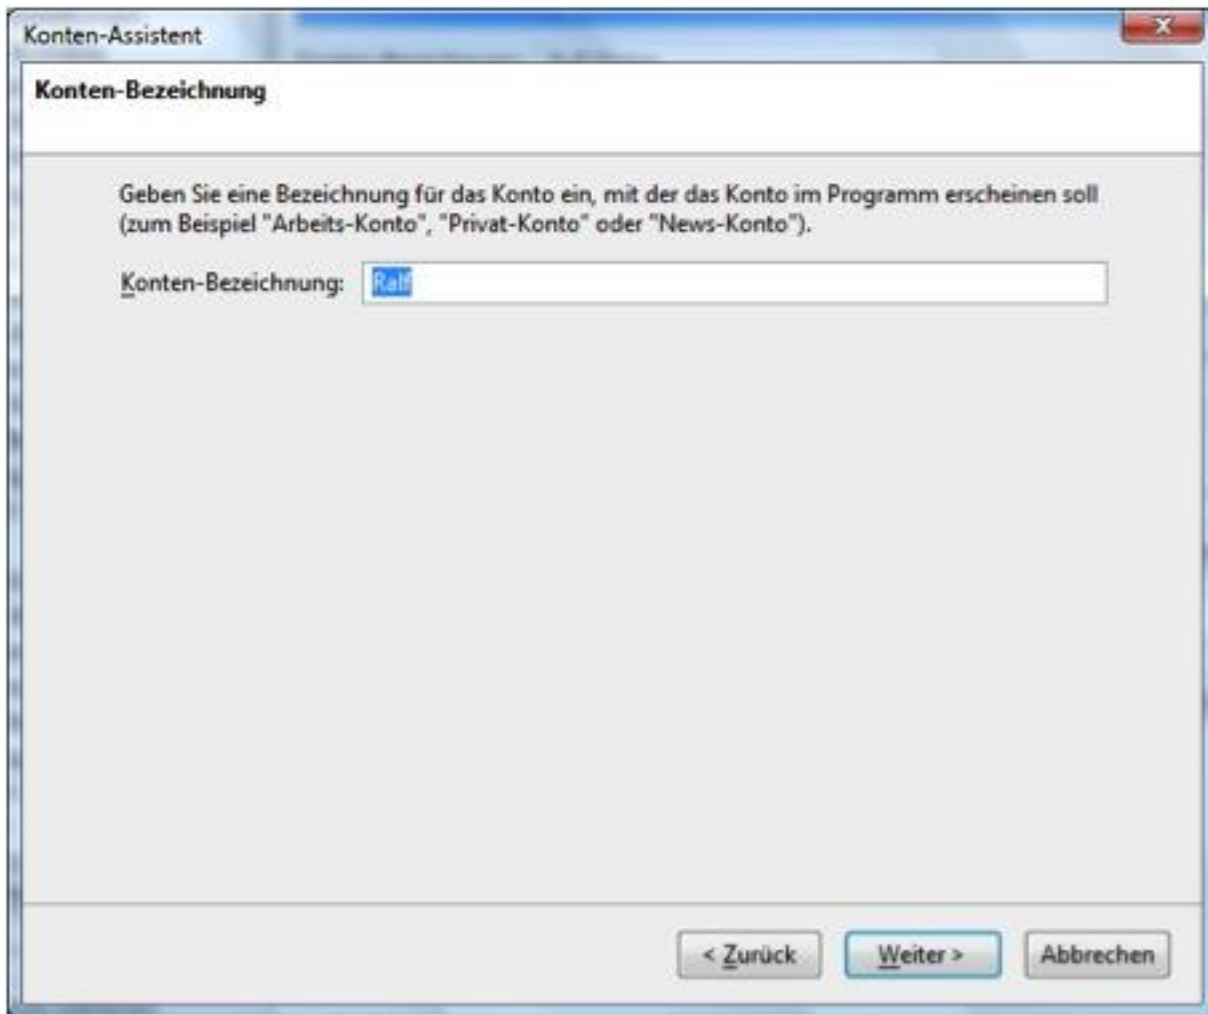 Konten-Assistent
Konten-Bezeichnung
Geben Sie eine Bezeichnung für das Konto ein, mit der das Konto im Programm erscheinen soll
(zum Beispiel "Arbeits-Konto", "Privat-Konto" oder "News-Konto").
Konten-Bezeichnung: Ralf
< Zurück Weiter > Abbrechen